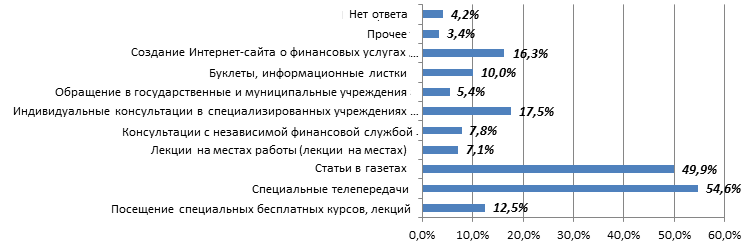 Нет ответа 4,2%
Прочее 3,4%
Создание Интернет-сайта о финансовых услугах ... 16,3%
Буклеты, информационные листки 10,0%
Обращение в государственные и муниципальные учреждения 5,4%
Индивидуальные консультации в специализированных учреждениях ... 17,5%
Консультации с независимой финансовой службой . 7,8%
Лекции на местах работы (лекции на местах) 7,1%
Статьи в газетах 49,9%
Специальные телепередачи 54,6%
Посещение специальных бесплатных курсов, лекций 12,5%
0,0% 10,0% 20,0% 30,0% 40,0% 50,0% 60,0%